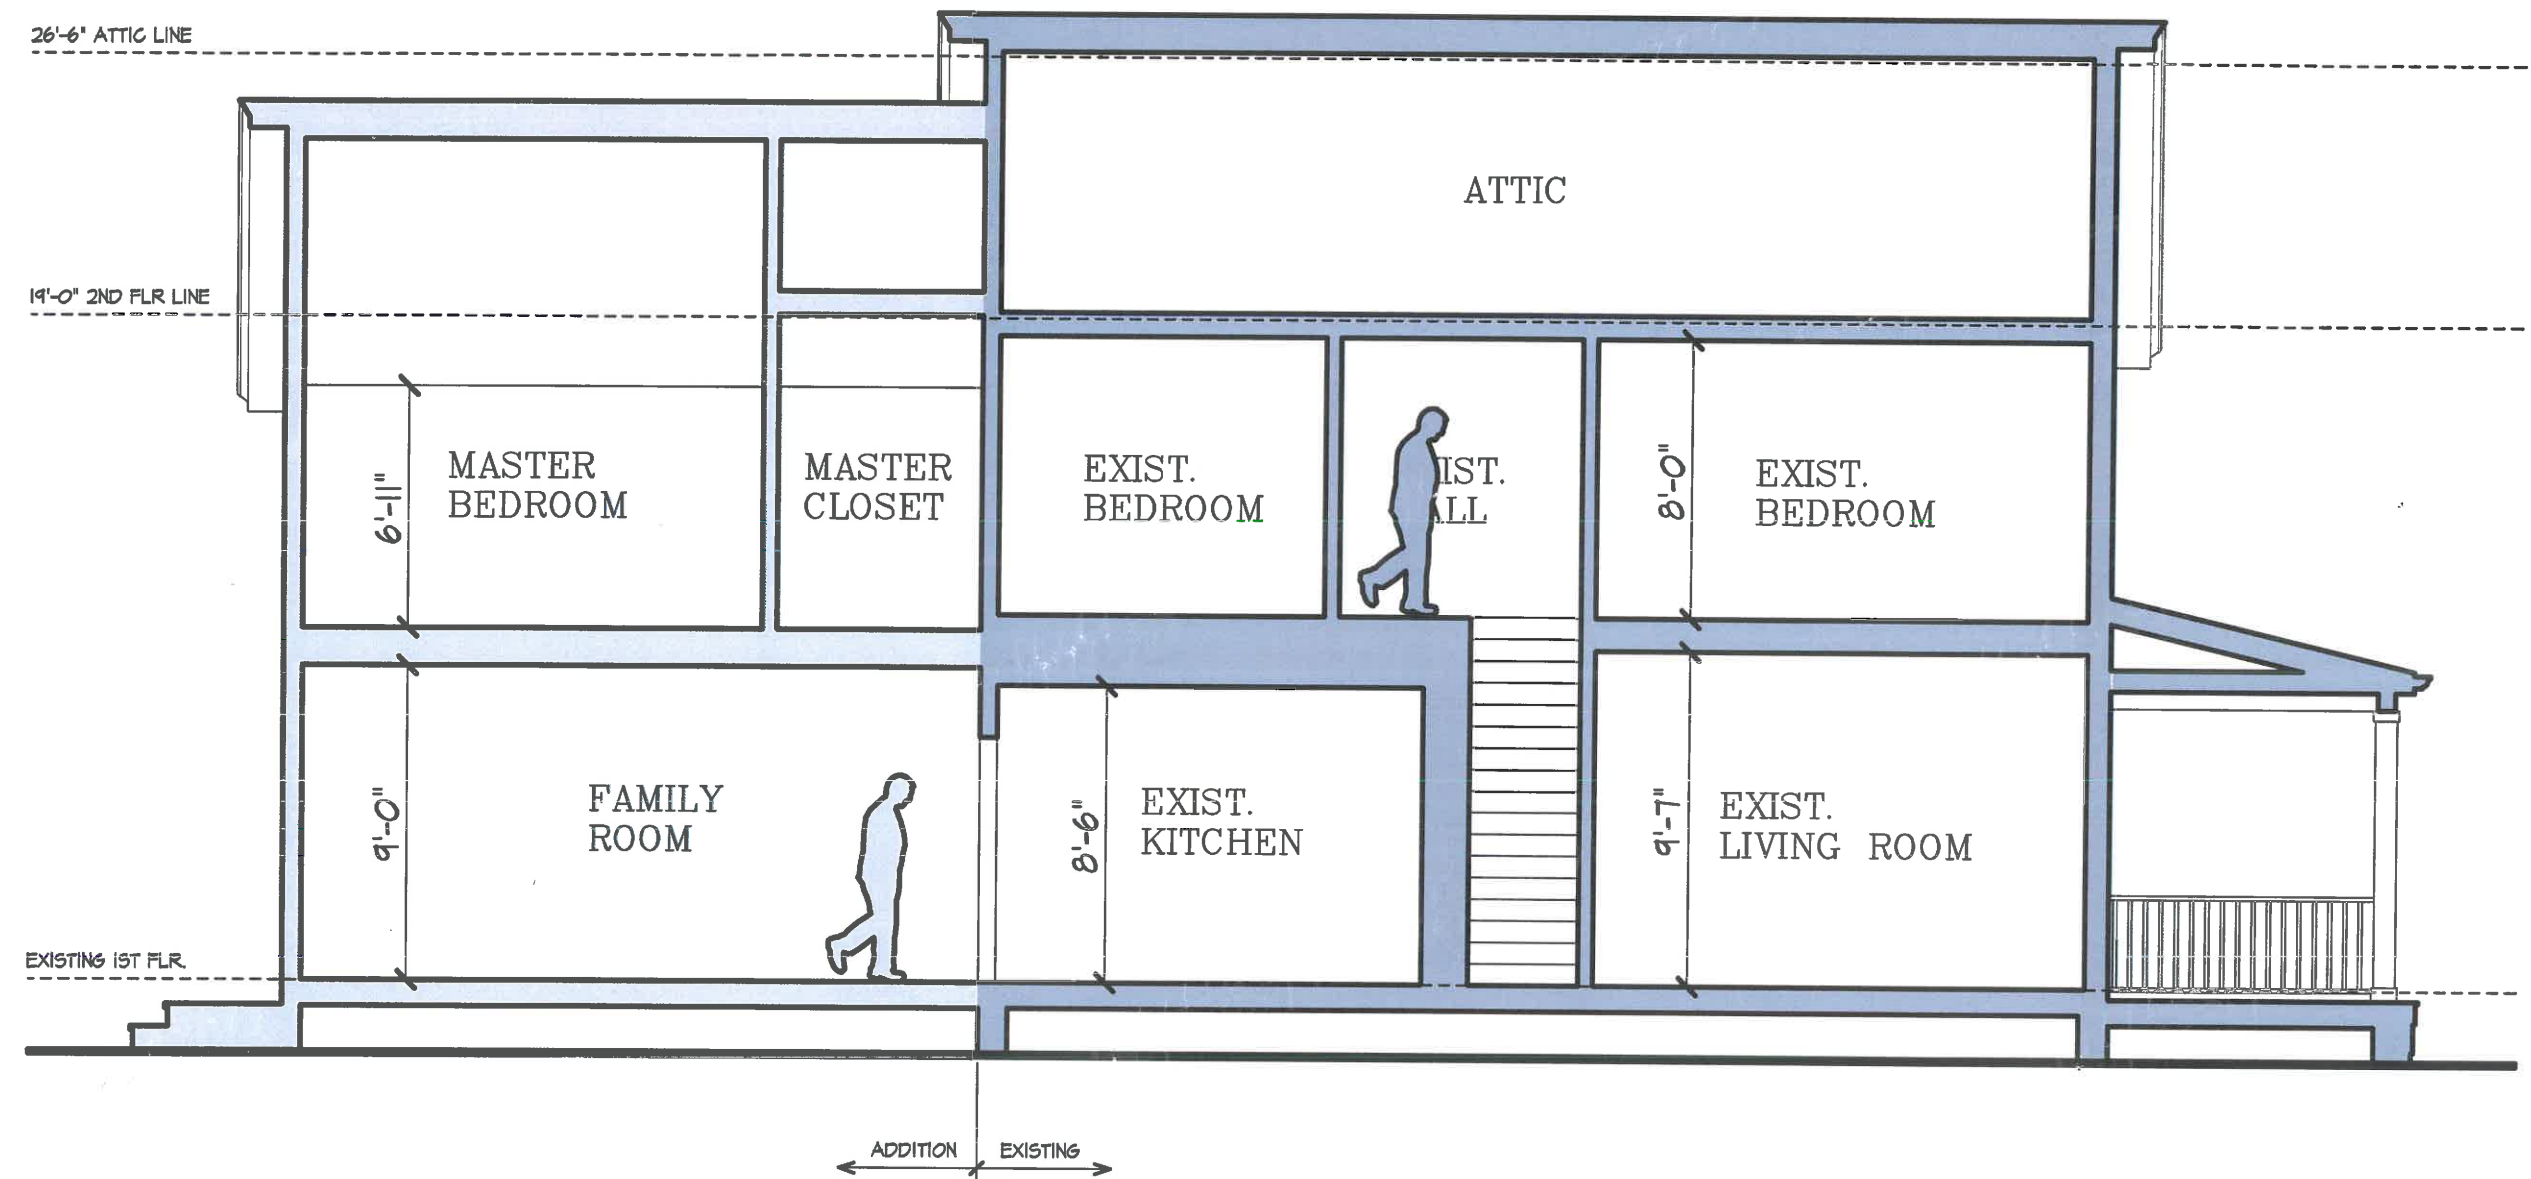 26'-6" ATTIC LINE
ATTIC
19'-0" 2ND FLR LINE
6'-11"
MASTER
BEDROOM
MASTER
CLOSET
EXIST.
BEDROOM
8'-0"
EXIST.
BEDROOM
9'-0"
FAMILY
ROOM
8'-6"
EXIST.
KITCHEN
9'-7"
EXIST.
LIVING ROOM
EXISTING 1ST FLR.
ADDITION
EXISTING